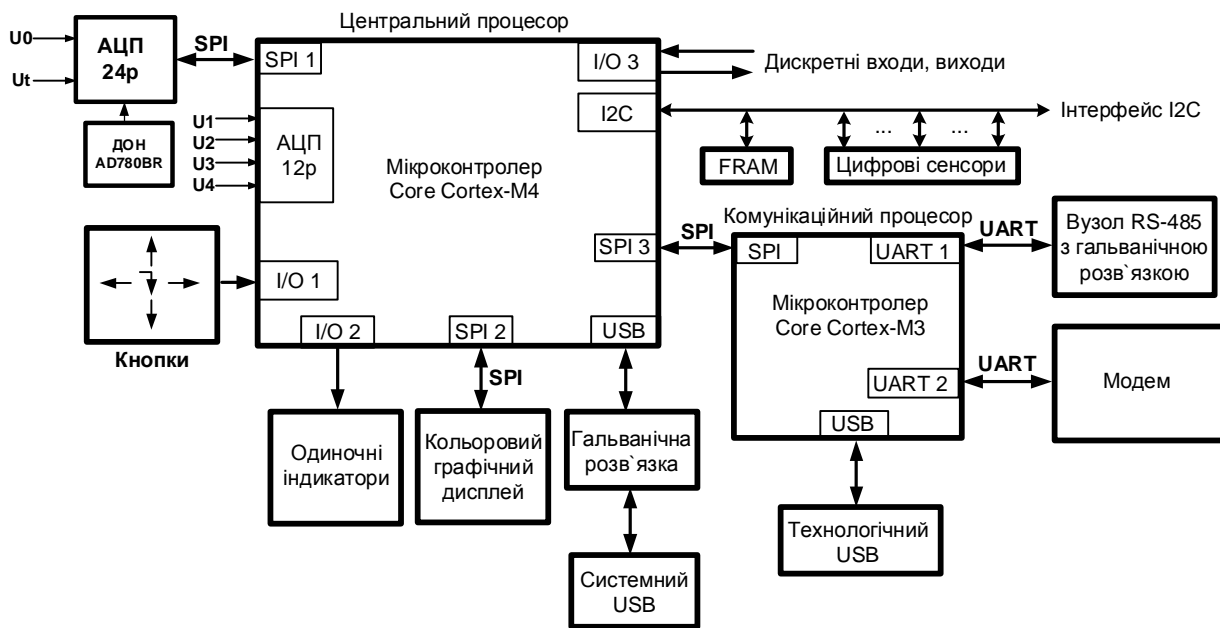 Центральний процесор
U0
Ut
АЦП
24р
SPI
SPI 1
I/O 3
Дискретні входи, виходи
I2C
Інтерфейс I2C
ДОН
AD780BR
U1
U2
U3
U4
АЦП
12р
Мікроконтролер
Core Cortex-M4
...
...
FRAM
Цифрові сенсори
Комунікаційний процесор
SPI 3
SPI
SPI
UART 1
UART
Вузол RS-485
з гальванічною
розв`язкою
I/O 1
Кнопки
I/O 2
SPI 2
USB
Мікроконтролер
Core Cortex-M3
SPI
UART 2
UART
Модем
USB
Одиночні
індикатори
Кольоровий
графічний
дисплей
Гальванічна
розв`язка
Технологічний
USB
Системний
USB